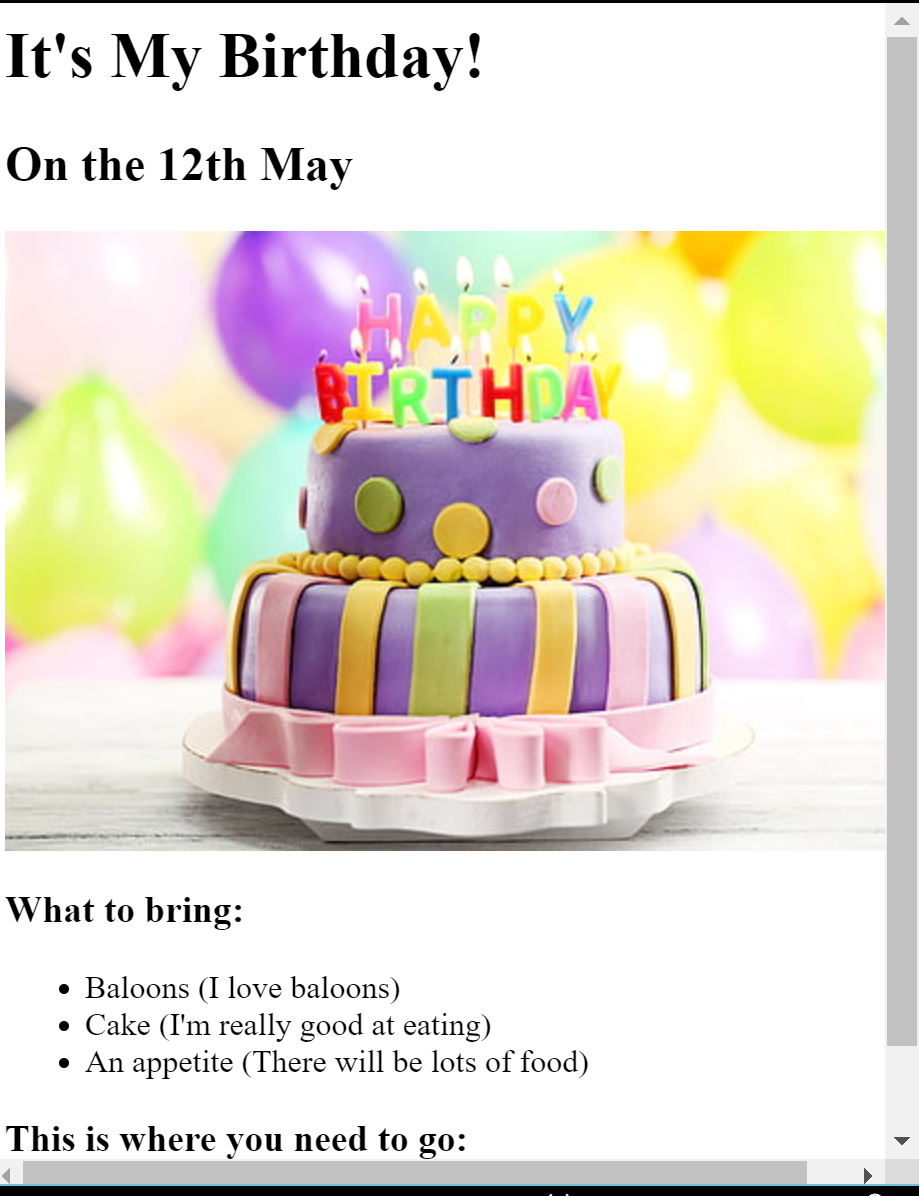 It's My Birthday!
On the 12th May
HAPPY
BIRTHDAY
What to bring:
Baloons (I love baloons)
Cake (I'm really good at eating)
An appetite (There will be lots of food)
This is where you need to go: